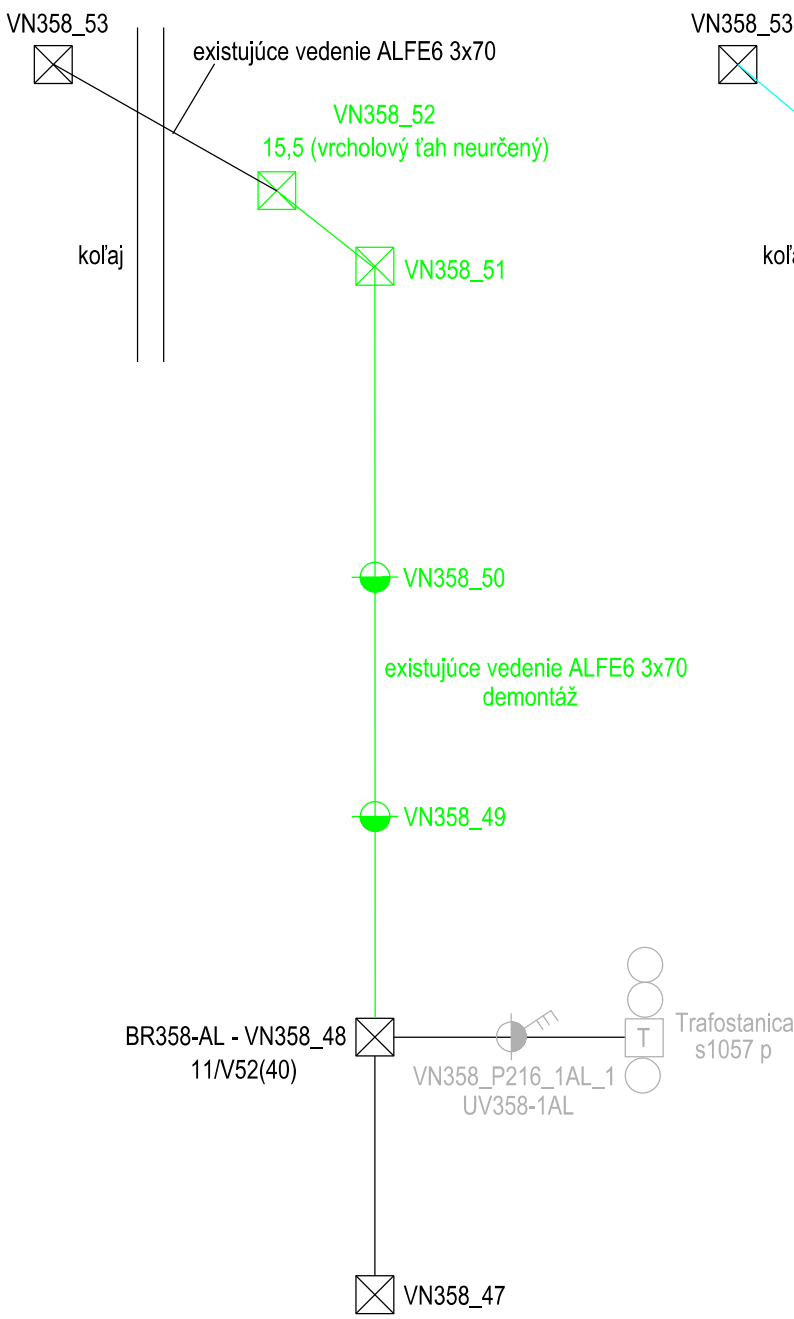 VN358_53
VN358_53
existujúce vedenie ALFE6 3x70
VN358_52
15,5 (vrcholový ťah neurčený)
koľaj
VN358_51
VN358_50
existujúce vedenie ALFE6 3x70
demontáž
VN358_49
BR358-AL - VN358_48
11/V52(40)
T
Trafostanica
s1057 p
VN358_P216_1AL_1
UV358-1AL
VN358_47